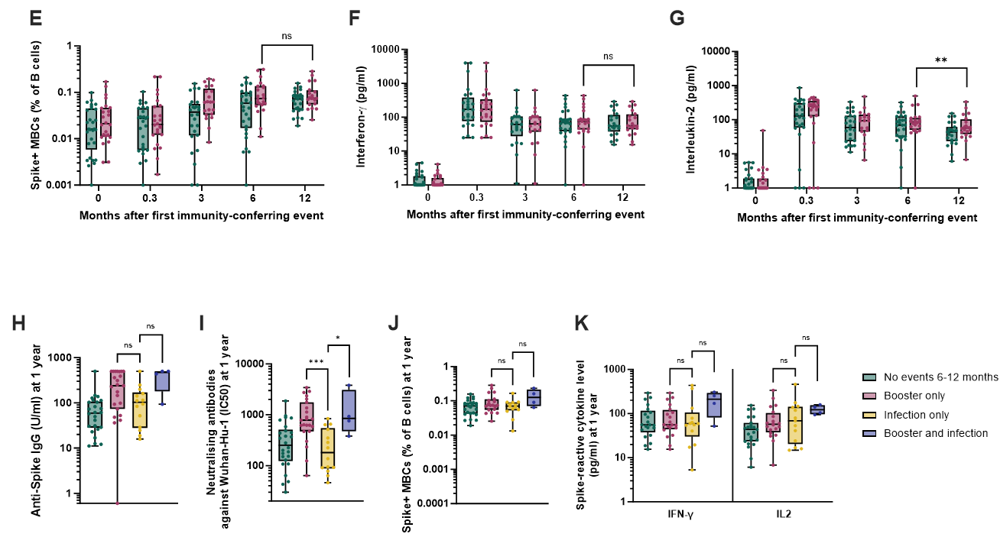 E
Spike+ MBCs (% of B cells)
1
0.1
0.01
0.001
ns
0 0.3 3 6 12
Months after first immunity-conferring event
F
Interferon-γ (pg/ml)
10000
1000
100
10
1
ns
0 0.3 3 6 12
Months after first immunity-conferring event
G
Interleukin-2 (pg/ml)
10000
1000
100
10
1
**
0 0.3 3 6 12
Months after first immunity-conferring event
H
Anti-Spike IgG (U/ml) at 1 year
1000
100
10
1
ns
ns
I
Neutralising antibodies
against Wuhan-Hu-1 (IC50) at 1 year
10000
1000
100
***
*
J
Spike+ MBCs (% of B cells) at 1 year
1
0.1
0.01
0.001
0.0001
ns
ns
K
Spike-reactive cytokine level
(pg/ml) at 1 year
1000
100
10
1
ns
ns
ns
ns
IFN-γ IL2
No events 6-12 months
Booster only
Infection only
Booster and infection